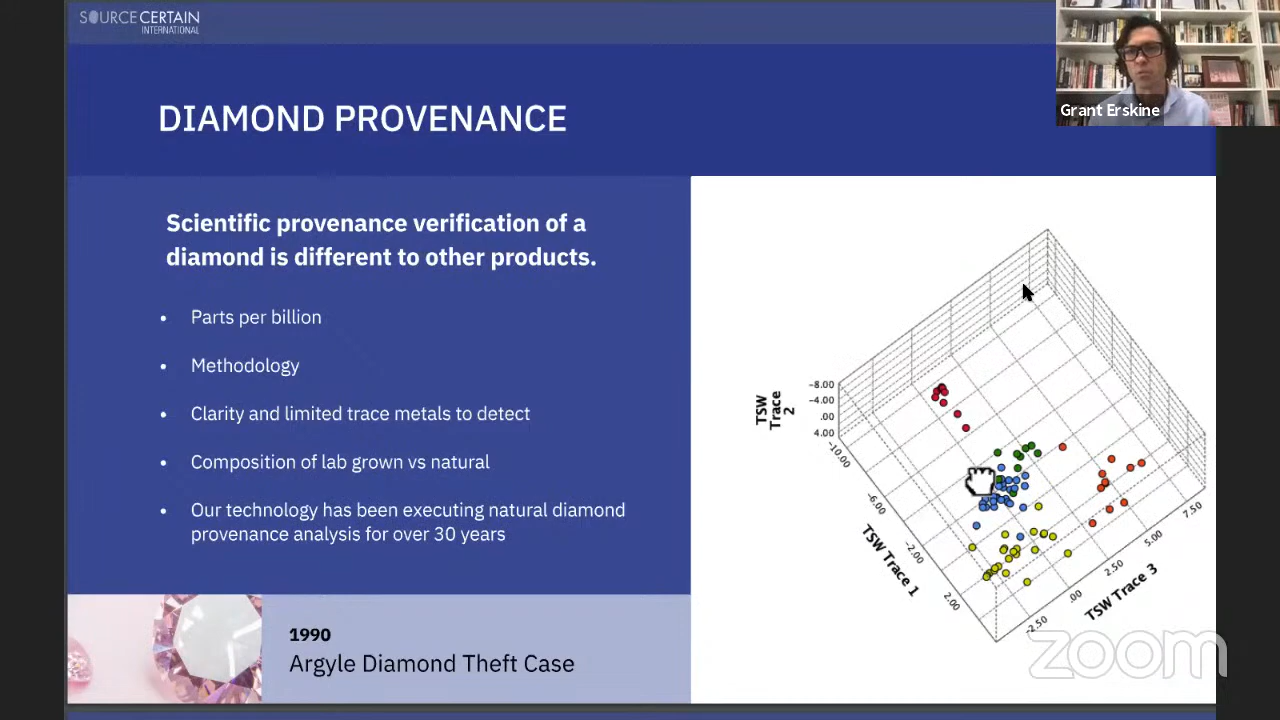 SOURCE CERTAIN
INTERNATIONAL
Grant Erskine
DIAMOND PROVENANCE
Scientific provenance verification of a
diamond is different to other products.
• Parts per billion
• Methodology
• Clarity and limited trace metals to detect
• Composition of lab grown vs natural
• Our technology has been executing natural diamond
provenance analysis for over 30 years
1990
Argyle Diamond Theft Case
TSW
Trace
2
-8.00
-4.00
.00
4.00
-10.00
-6.00
-2.00
2.00
TSW Trace 1
-2.50
.00
2.50
5.00
7.50
TSW Trace 3
zoom